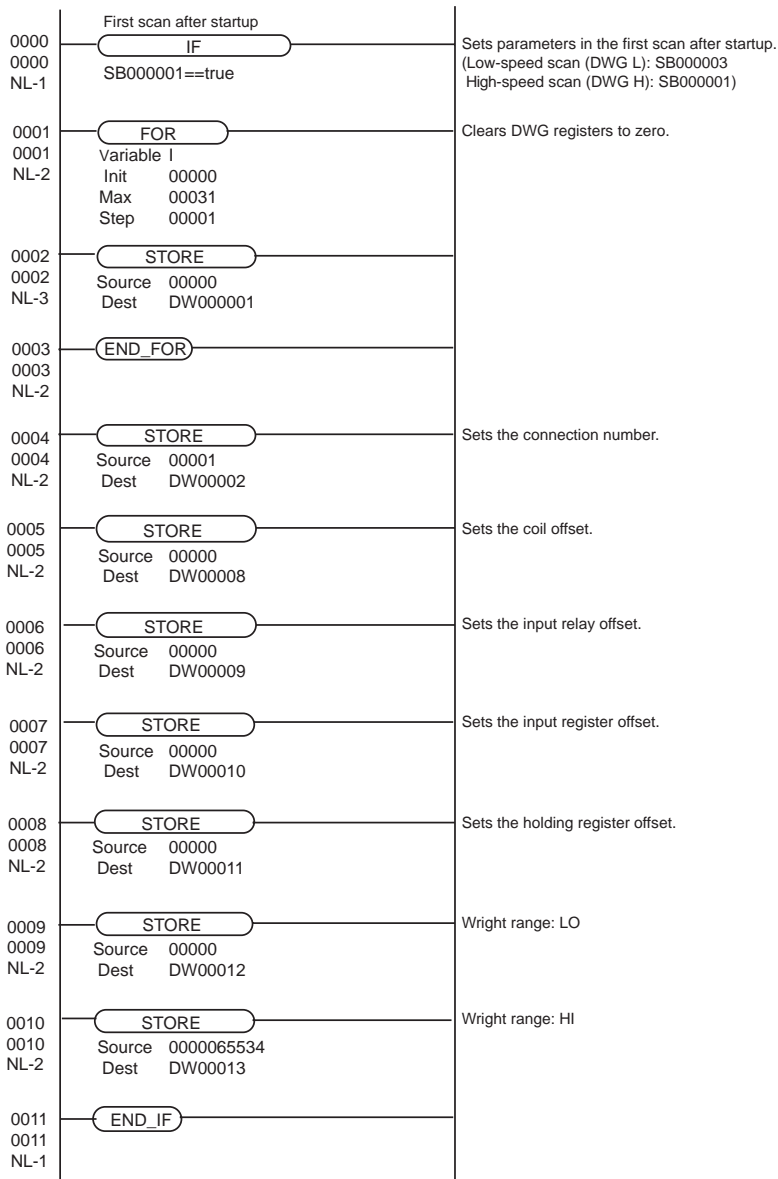 First scan after startup
0000 IF Sets parameters in the first scan after startup.
0000 SB000001==true (Low-speed scan (DWG L): SB000003
NL-1 High-speed scan (DWG H): SB000001)
0001 FOR Clears DWG registers to zero.
0001 Variable I
NL-2 Init 00000
Max 00031
Step 00001
0002 STORE
0002 Source 00000
NL-3 Dest DW000001
0003 END_FOR
0003
NL-2
0004 STORE Sets the connection number.
0004 Source 00001
NL-2 Dest DW00002
0005 STORE Sets the coil offset.
0005 Source 00000
NL-2 Dest DW00008
0006 STORE Sets the input relay offset.
0006 Source 00000
NL-2 Dest DW00009
0007 STORE Sets the input register offset.
0007 Source 00000
NL-2 Dest DW00010
0008 STORE Sets the holding register offset.
0008 Source 00000
NL-2 Dest DW00011
0009 STORE Wright range: LO
0009 Source 00000
NL-2 Dest DW00012
0010 STORE Wright range: HI
0010 Source 0000065534
NL-2 Dest DW00013
0011 END_IF
0011
NL-1